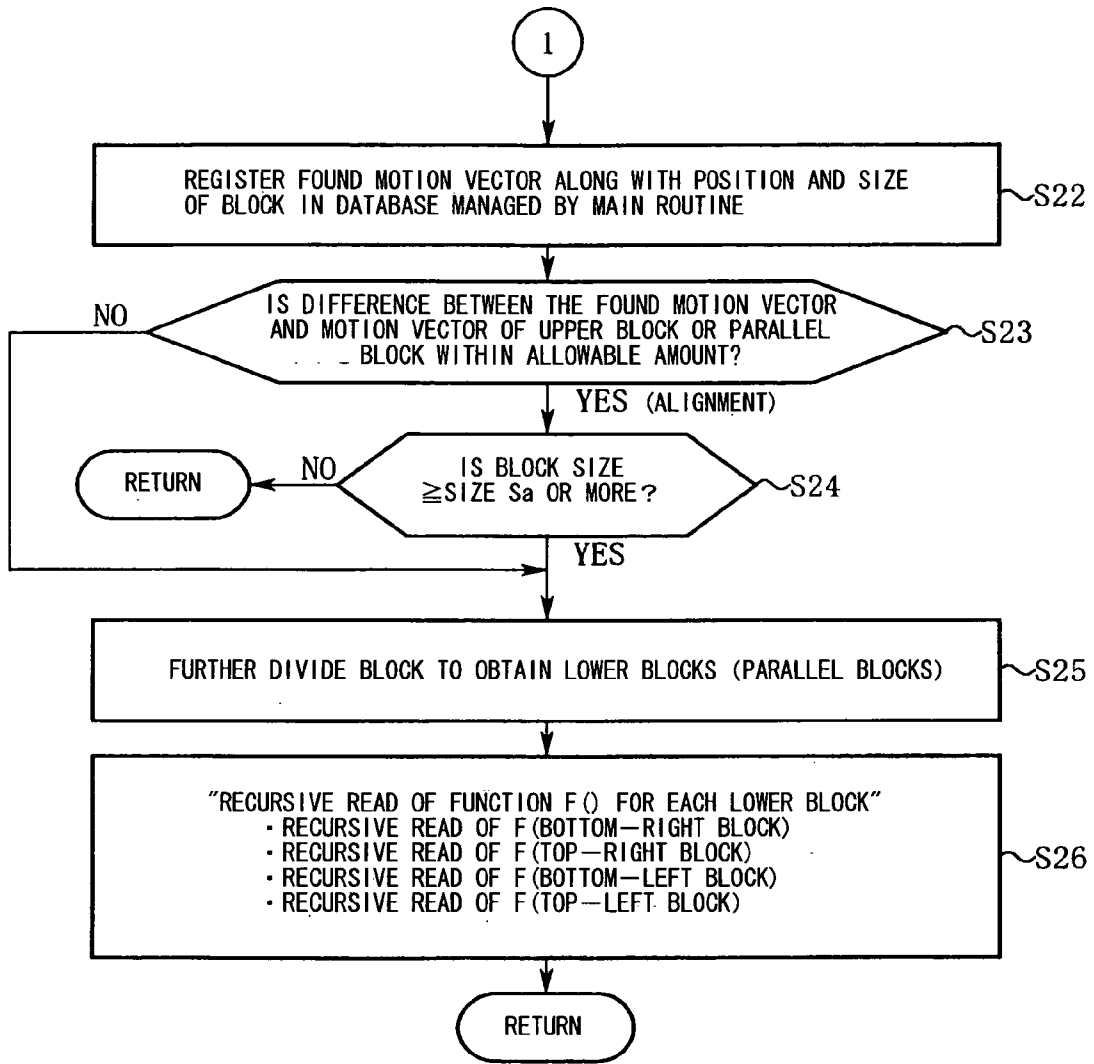 1
REGISTER FOUND MOTION VECTOR ALONG WITH POSITION AND SIZE
OF BLOCK IN DATABASE MANAGED BY MAIN ROUTINE
S22
IS DIFFERENCE BETWEEN THE FOUND MOTION VECTOR
AND MOTION VECTOR OF UPPER BLOCK OR PARALLEL
BLOCK WITHIN ALLOWABLE AMOUNT?
S23
NO
YES (ALIGNMENT)
IS BLOCK SIZE
≧SIZE Sa OR MORE?
S24
NO
RETURN
YES
FURTHER DIVIDE BLOCK TO OBTAIN LOWER BLOCKS (PARALLEL BLOCKS)
S25
"RECURSIVE READ OF FUNCTION F() FOR EACH LOWER BLOCK"
・RECURSIVE READ OF F(BOTTOM—RIGHT BLOCK)
・RECURSIVE READ OF F(TOP—RIGHT BLOCK)
・RECURSIVE READ OF F(BOTTOM—LEFT BLOCK)
・RECURSIVE READ OF F(TOP—LEFT BLOCK)
S26
RETURN